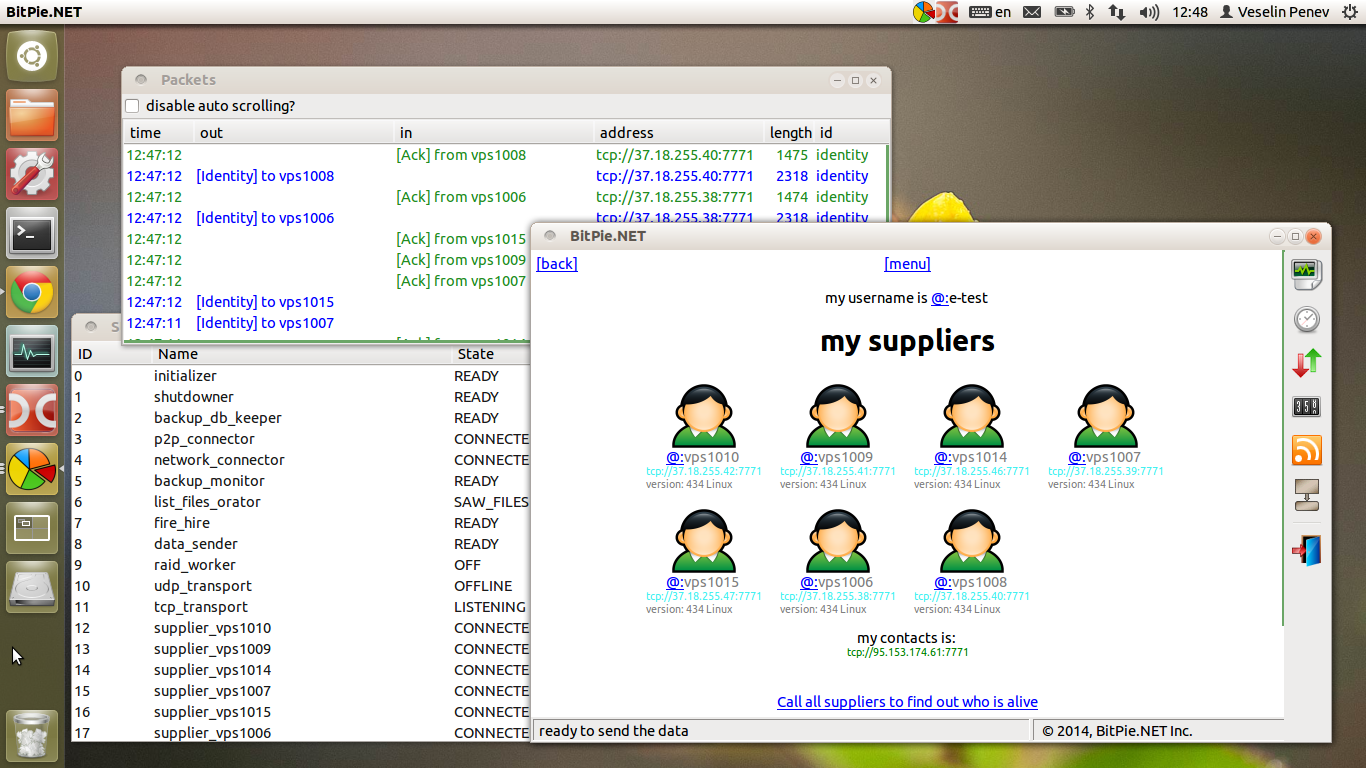 BitPie.NET
en
12:48
Veselin Penev
Packets
disable auto scrolling?
time out in address length id
12:47:12 [Ack] from vps1008 tcp://37.18.255.40:7771 1475 identity
12:47:12 [Identity] to vps1008 tcp://37.18.255.40:7771 2318 identity
12:47:12 [Ack] from vps1006 tcp://37.18.255.38:7771 1474 identity
12:47:12 [Identity] to vps1006 tcp://37.18.255.38:7771 2318 identity
12:47:12 [Ack] from vps1015
12:47:12 [Ack] from vps1009
12:47:12 [Ack] from vps1007
12:47:12 [Identity] to vps1015
12:47:11 [Identity] to vps1007
S
ID Name State
0 initializer READY
1 shutdowner READY
2 backup_db_keeper READY
3 p2p_connector CONNECTE
4 network_connector CONNECTE
5 backup_monitor READY
6 list_files_orator SAW_FILES
7 fire_hire READY
8 data_sender READY
9 raid_worker OFF
10 udp_transport OFFLINE
11 tcp_transport LISTENING
12 supplier_vps1010 CONNECTE
13 supplier_vps1009 CONNECTE
14 supplier_vps1014 CONNECTE
15 supplier_vps1007 CONNECTE
16 supplier_vps1015 CONNECTE
17 supplier_vps1006 CONNECTE
BitPie.NET
[back] [menu]
my username is @:e-test
my suppliers
@:vps1010 @:vps1009 @:vps1014 @:vps1007
tcp://37.18.255.42:7771 tcp://37.18.255.41:7771 tcp://37.18.255.46:7771 tcp://37.18.255.39:7771
version: 434 Linux version: 434 Linux version: 434 Linux version: 434 Linux
@:vps1015 @:vps1006 @:vps1008
tcp://37.18.255.47:7771 tcp://37.18.255.38:7771 tcp://37.18.255.40:7771
version: 434 Linux version: 434 Linux version: 434 Linux
my contacts is:
tcp://95.153.174.61:7771
Call all suppliers to find out who is alive
ready to send the data
© 2014, BitPie.NET Inc.